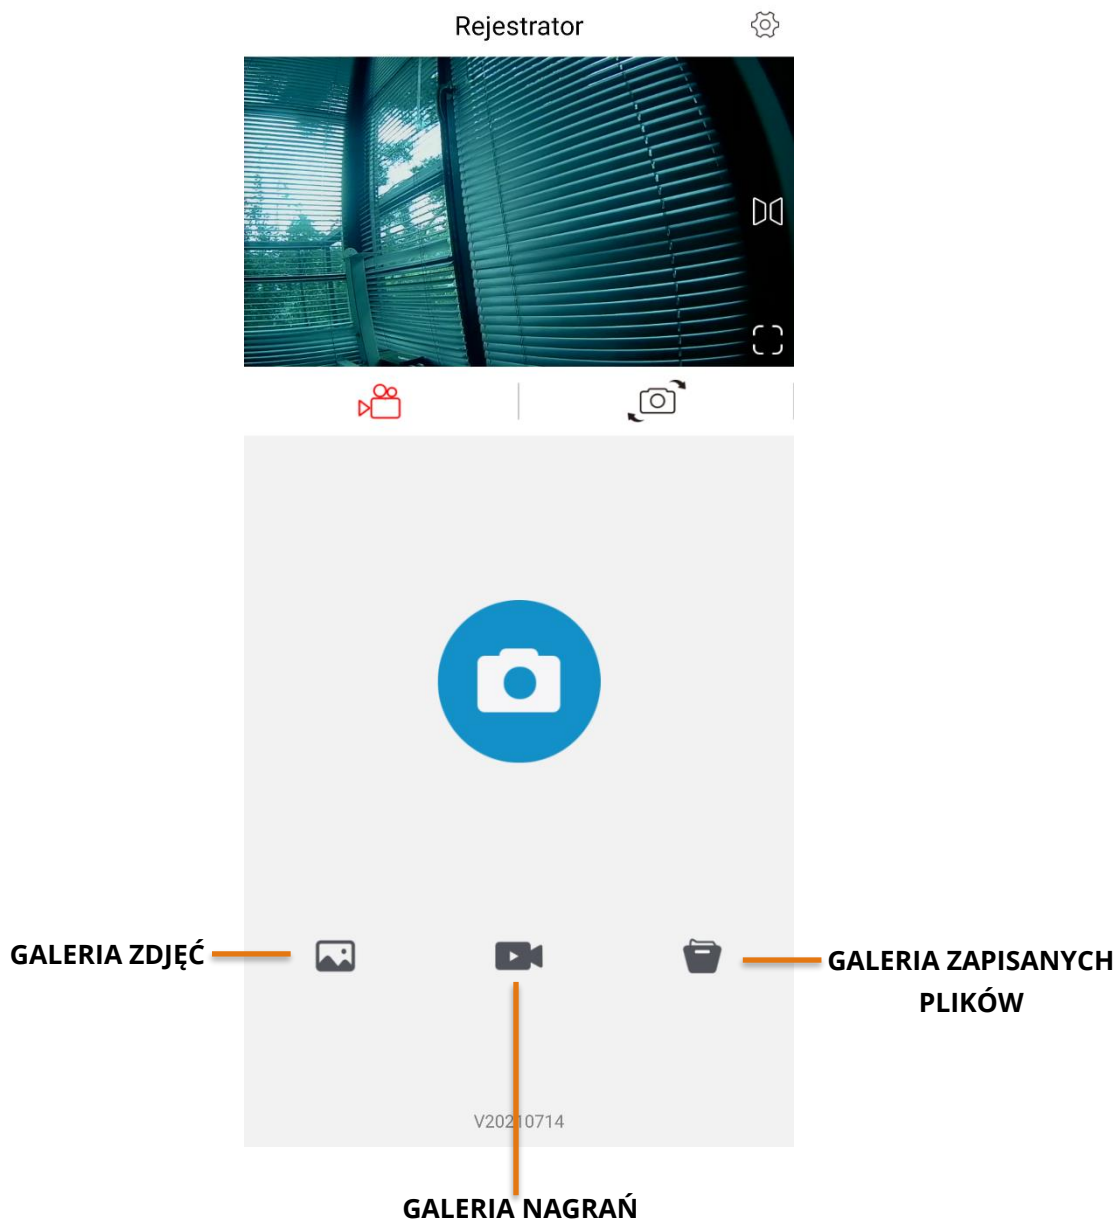 Rejestrator
GALERIA ZDJĘĆ
GALERIA ZAPISANYCH
PLIKÓW
V20210714
GALERIA NAGRAŃ